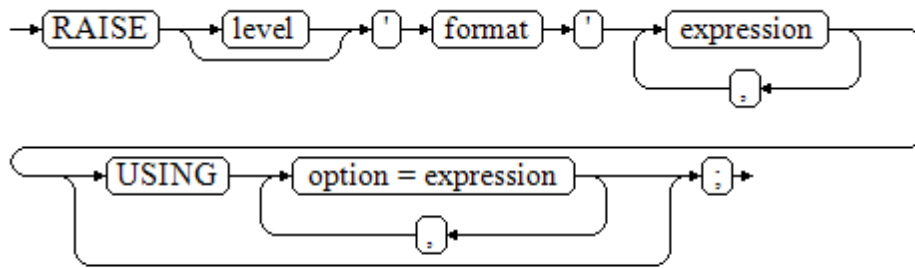 RAISE level ' format ' expression
,
USING option = expression ;
,